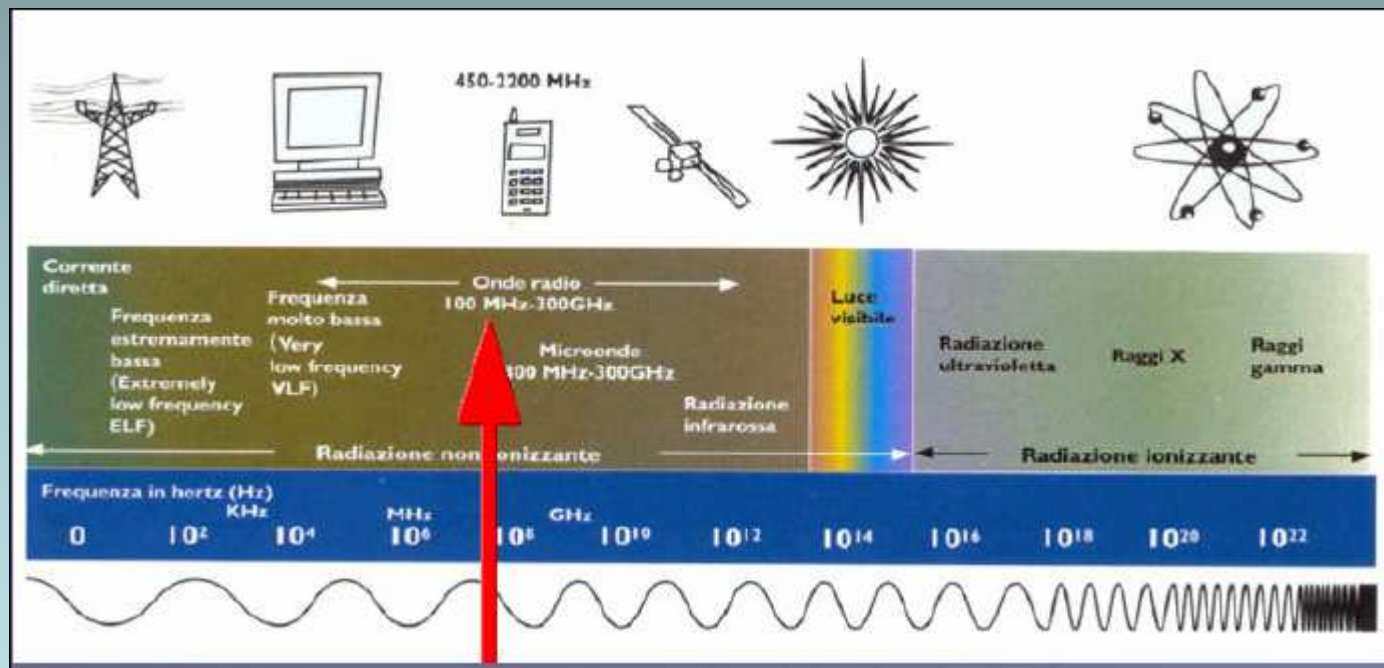 450-2200 MHz
Corrente
diretta
Frequenza
estremamente
bassa
(Extremely
low frequency
ELF)
Frequenza
molto bassa
(Very
low frequency
VLF)
Onde radio
100 MHz-300GHz
Microonde
300 MHz-300GHz
Radiazione
infrarossa
Luce
visibile
Radiazione
ultravioletta
Raggi X
Raggi
gamma
Radiazione non ionizzante
Radiazione ionizzante
Frequenza in hertz (Hz)
KHz MHz GHz
0 10² 10⁴ 10⁶ 10⁸ 10¹⁰ 10¹² 10¹⁴ 10¹⁶ 10¹⁸ 10²⁰ 10²²